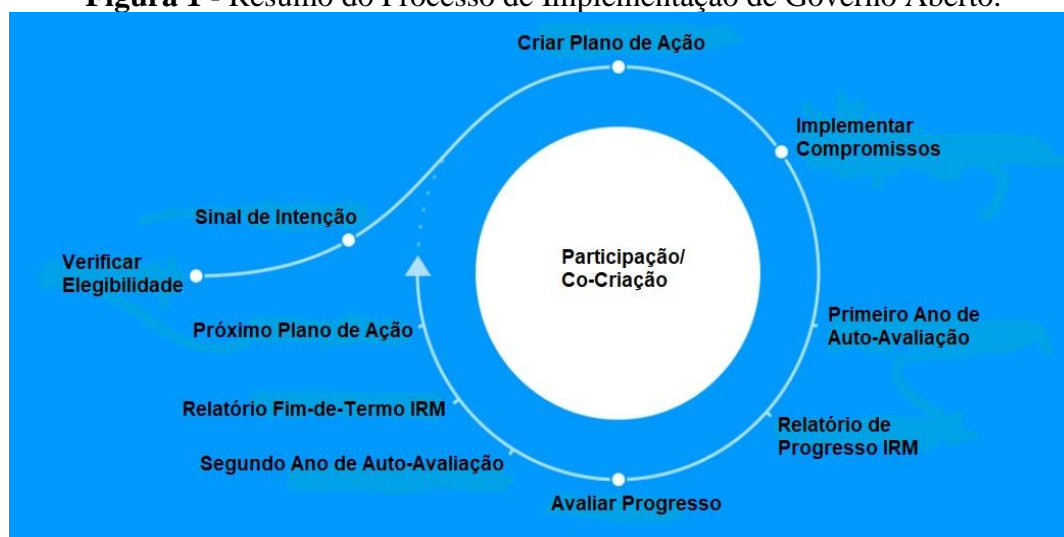 Figura 1 - Resumo do Processo de Implementação de Governo Aberto.
Criar Plano de Ação
Implementar
Compromissos
Sinal de Intenção
Verificar
Elegibilidade
Participação/
Co-Criação
Próximo Plano de Ação
Primeiro Ano de
Auto-Avaliação
Relatório Fim-de-Termo IRM
Relatório de
Progresso IRM
Segundo Ano de Auto-Avaliação
Avaliar Progresso